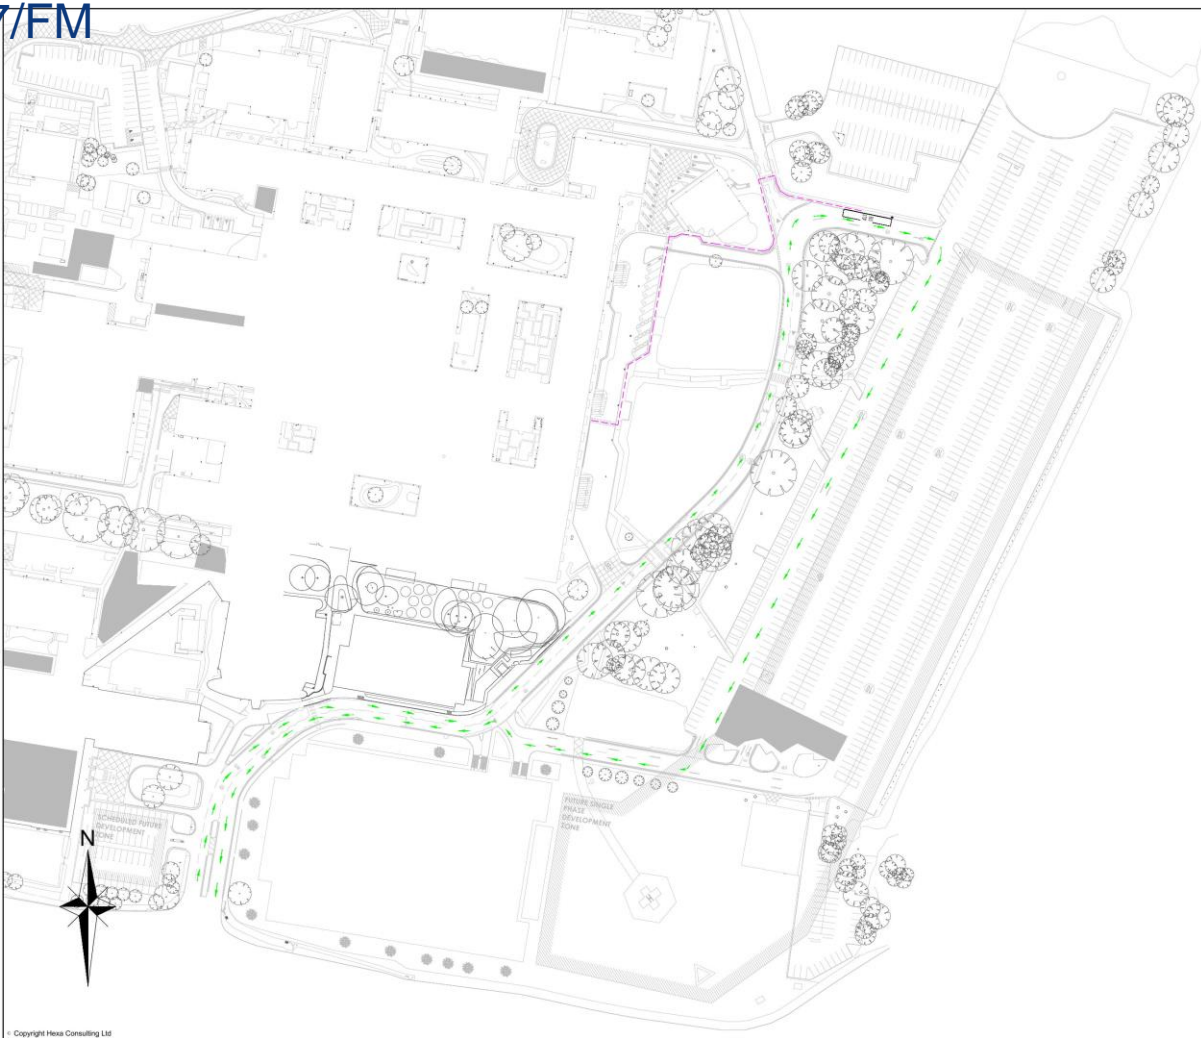 7/FM
SCHEDULED FUTURE
DEVELOPMENT
ZONE
FUTURE SINGLE
PHASE
DEVELOPMENT
ZONE
N
© Copyright Hexa Consulting Ltd